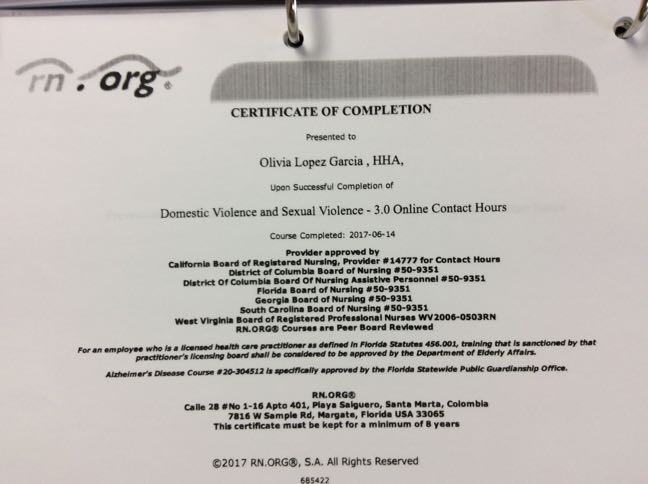 rn.org®
CERTIFICATE OF COMPLETION
Presented to
Olivia Lopez Garcia , HHA,
Upon Successful Completion of
Domestic Violence and Sexual Violence - 3.0 Online Contact Hours
Course Completed: 2017-06-14
Provider approved by
California Board of Registered Nursing, Provider #14777 for Contact Hours
District of Columbia Board of Nursing #50-9351
District Of Columbia Board Of Nursing Assistive Personnel #50-9351
Florida Board of Nursing #50-9351
Georgia Board of Nursing #50-9351
South Carolina Board of Nursing #50-9351
West Virginia Board of Registered Professional Nurses WV2006-0503RN
RN.ORG® Courses are Peer Board Reviewed
For an employee who is a licensed health care practitioner as defined in Florida Statutes 456.001, training that is sanctioned by that
practitioner's licensing board shall be considered to be approved by the Department of Elderly Affairs.
Alzheimer's Disease Course #20-304512 is specifically approved by the Florida Statewide Public Guardianship Office.
RN.ORG®
Calle 28 #No 1-16 Apto 401, Playa Salguero, Santa Marta, Colombia
7816 W Sample Rd, Margate, Florida USA 33065
This certificate must be kept for a minimum of 8 years
©2017 RN.ORG®, S.A. All Rights Reserved
685422